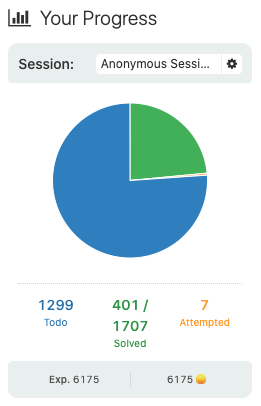 Your Progress
Session: Anonymous Sessi...
1299 401 / 7
1707
Todo Solved Attempted
Exp. 6175 6175